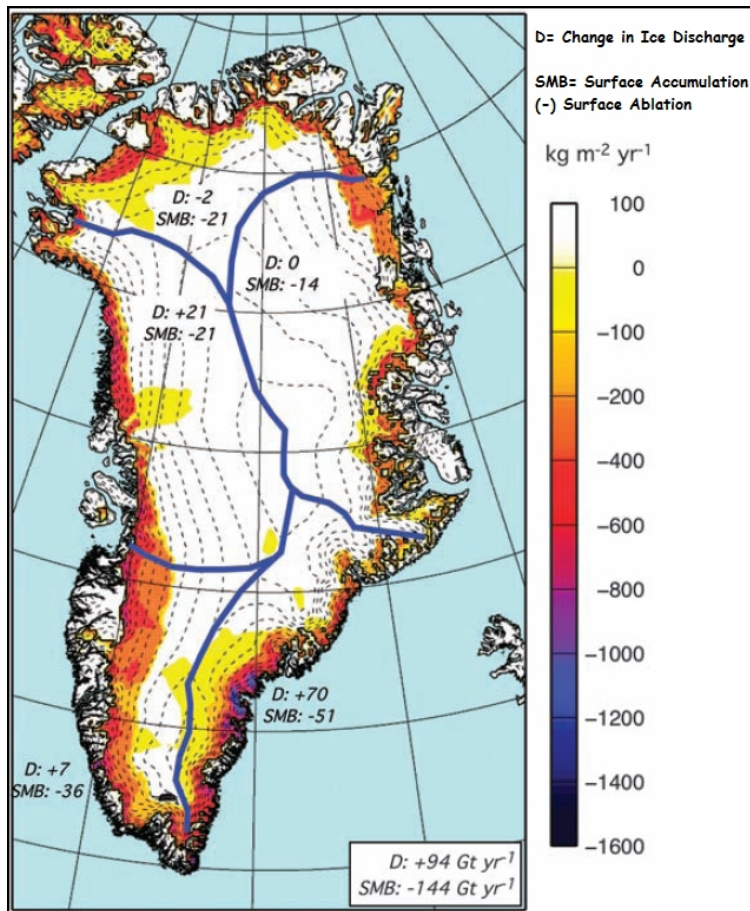 D= Change in Ice Discharge
SMB= Surface Accumulation
(-) Surface Ablation
kg m⁻² yr⁻¹
100
0
−100
−200
−400
−600
−800
−1000
−1200
−1400
−1600
D: -2
SMB: -21
D: 0
SMB: -14
D: +21
SMB: -21
D: +70
SMB: -51
D: +7
SMB: -36
D: +94 Gt yr⁻¹
SMB: -144 Gt yr⁻¹